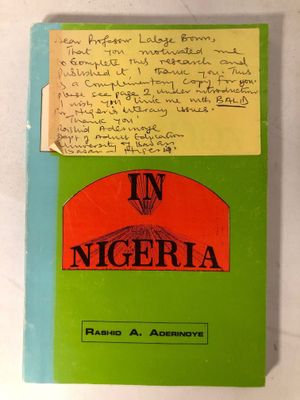 Dear Professor Lalage Bown,
That you motivated me
to complete this research and
published it, I thank you. This
is a Complimentary Copy for you.
please see page 2 under introduction
I wish you link me with BALID
in Nigeria literacy issues.
Thank you!
Rashid Aderinoye
Dept of Adult Education
University of Ibadan
Ibadan - Nigeria.
IN
NIGERIA
RASHID A. ADERINOYE